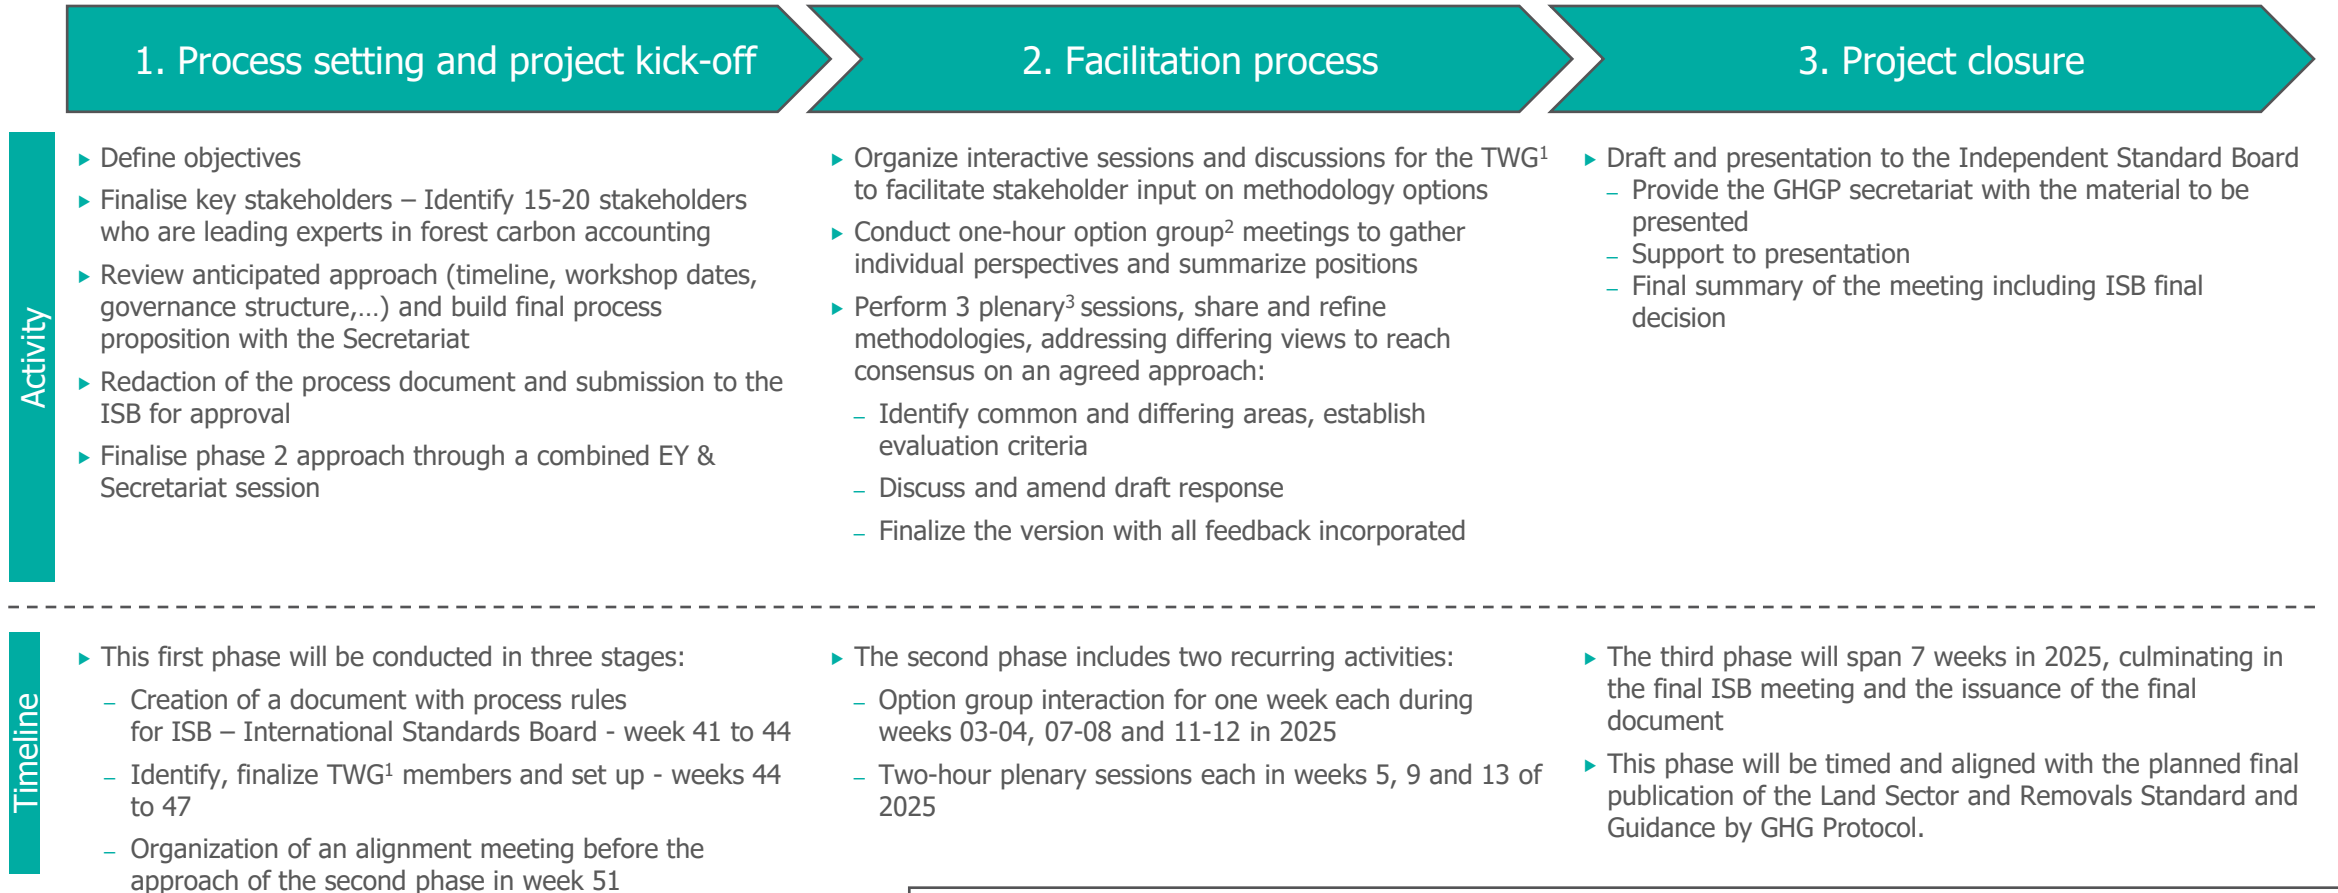 1. Process setting and project kick-off
2. Facilitation process
3. Project closure
Activity
▸ Define objectives
▸ Finalise key stakeholders – Identify 15-20 stakeholders
who are leading experts in forest carbon accounting
▸ Review anticipated approach (timeline, workshop dates,
governance structure,...) and build final process
proposition with the Secretariat
▸ Redaction of the process document and submission to the
ISB for approval
▸ Finalise phase 2 approach through a combined EY &
Secretariat session
▸ Organize interactive sessions and discussions for the TWG¹
to facilitate stakeholder input on methodology options
▸ Conduct one-hour option group² meetings to gather
individual perspectives and summarize positions
▸ Perform 3 plenary³ sessions, share and refine
methodologies, addressing differing views to reach
consensus on an agreed approach:
– Identify common and differing areas, establish
evaluation criteria
– Discuss and amend draft response
– Finalize the version with all feedback incorporated
▸ Draft and presentation to the Independent Standard Board
– Provide the GHGP secretariat with the material to be
presented
– Support to presentation
– Final summary of the meeting including ISB final
decision
Timeline
▸ This first phase will be conducted in three stages:
– Creation of a document with process rules
for ISB – International Standards Board - week 41 to 44
– Identify, finalize TWG¹ members and set up - weeks 44
to 47
– Organization of an alignment meeting before the
approach of the second phase in week 51
▸ The second phase includes two recurring activities:
– Option group interaction for one week each during
weeks 03-04, 07-08 and 11-12 in 2025
– Two-hour plenary sessions each in weeks 5, 9 and 13 of
2025
▸ The third phase will span 7 weeks in 2025, culminating in
the final ISB meeting and the issuance of the final
document
▸ This phase will be timed and aligned with the planned final
publication of the Land Sector and Removals Standard and
Guidance by GHG Protocol.